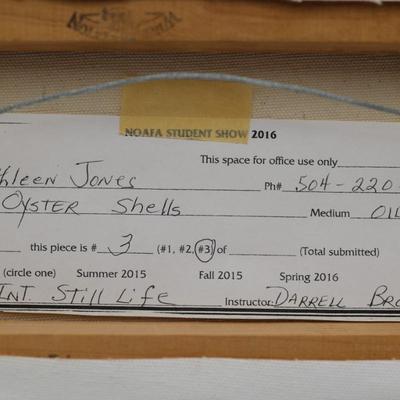 NOAFA STUDENT SHOW 2016
This space for office use only
hleen Jones Ph# 504-220-
OYSTER Shells Medium OIL
this piece is # 3 (#1, #2, #3) of (Total submitted)
(circle one) Summer 2015 Fall 2015 Spring 2016
INT. Still Life Instructor: DARRELL BRO